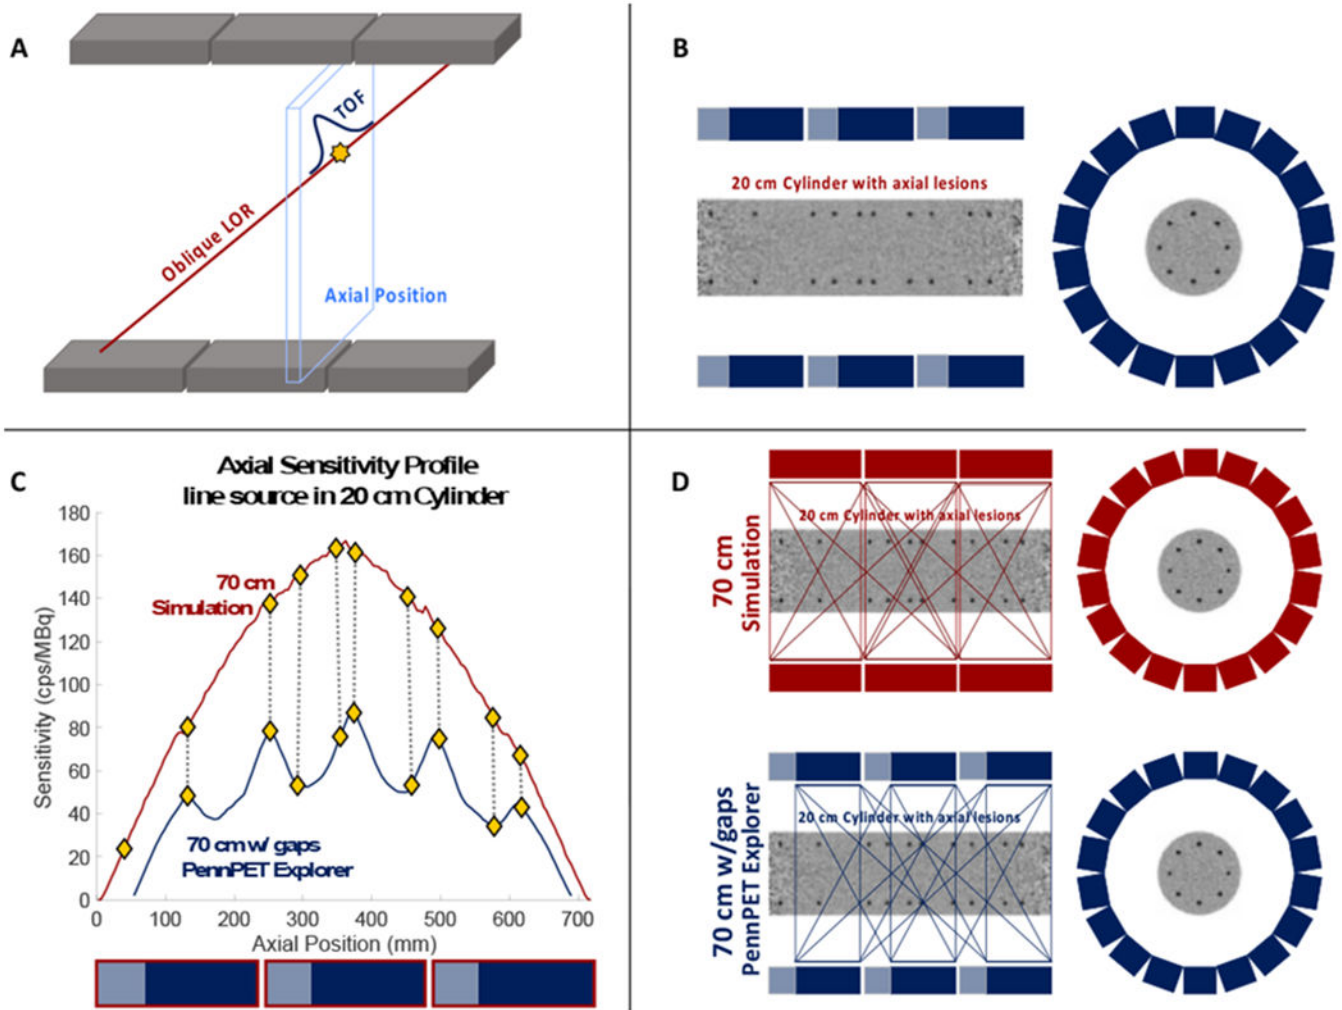 A
TOF
Oblique LOR
Axial Position
B
20 cm Cylinder with axial lesions
C
Axial Sensitivity Profile
line source in 20 cm Cylinder
180
160
140
120
100
80
60
40
20
0
Sensitivity (cps/MBq)
70 cm
Simulation
70 cm w/ gaps
PennPET Explorer
0 100 200 300 400 500 600 700
Axial Position (mm)
D
70 cm
Simulation
20 cm Cylinder with axial lesions
70 cm w/gaps
PennPET Explorer
20 cm Cylinder with axial lesions